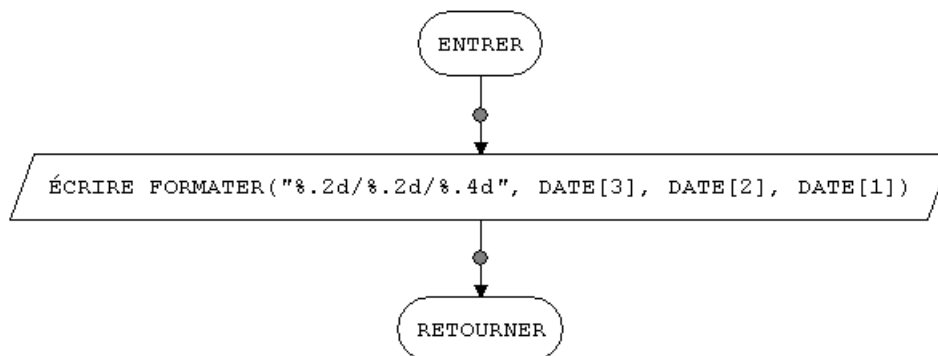 ENTRER
ÉCRIRE FORMATER("%.2d/%.2d/%.4d", DATE[3], DATE[2], DATE[1])
RETOURNER